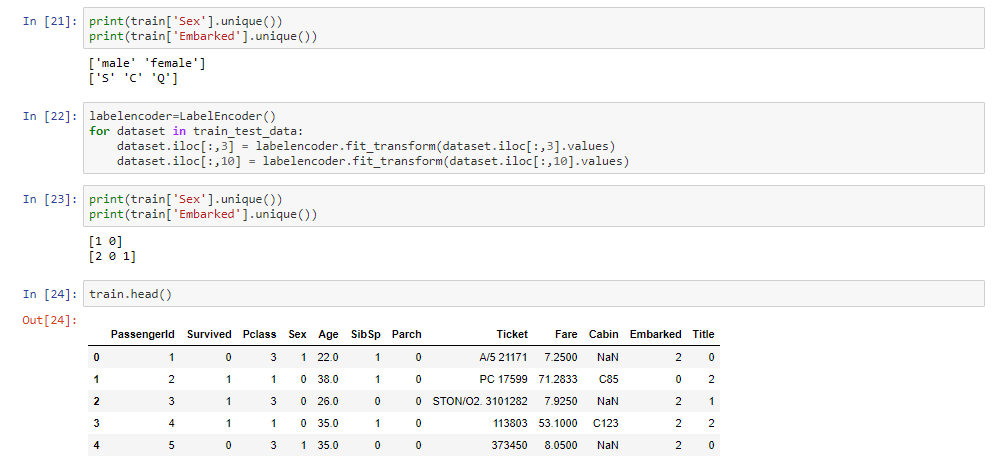 In [21]: print(train['Sex'].unique())
print(train['Embarked'].unique())
['male' 'female']
['S' 'C' 'Q']
In [22]: labelencoder=LabelEncoder()
for dataset in train_test_data:
    dataset.iloc[:,3] = labelencoder.fit_transform(dataset.iloc[:,3].values)
    dataset.iloc[:,10] = labelencoder.fit_transform(dataset.iloc[:,10].values)
In [23]: print(train['Sex'].unique())
print(train['Embarked'].unique())
[1 0]
[2 0 1]
In [24]: train.head()
Out[24]:
PassengerId Survived Pclass Sex Age SibSp Parch Ticket Fare Cabin Embarked Title
0 1 0 3 1 22.0 1 0 A/5 21171 7.2500 NaN 2 0
1 2 1 1 0 38.0 1 0 PC 17599 71.2833 C85 0 2
2 3 1 3 0 26.0 0 0 STON/O2. 3101282 7.9250 NaN 2 1
3 4 1 1 0 35.0 1 0 113803 53.1000 C123 2 2
4 5 0 3 1 35.0 0 0 373450 8.0500 NaN 2 0